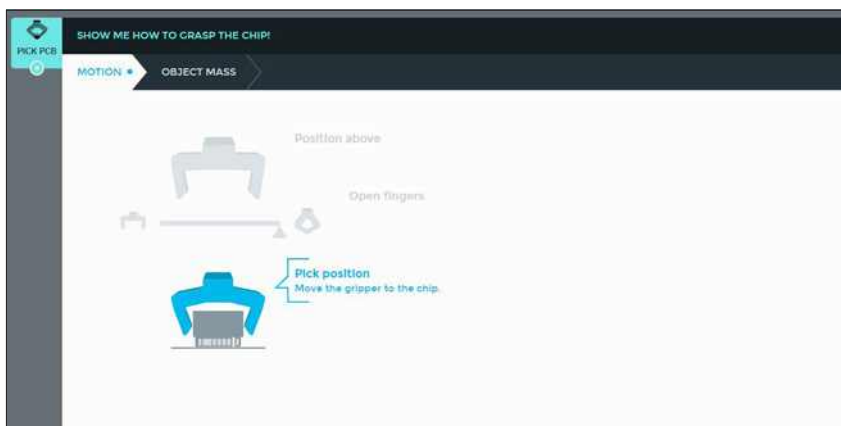 SHOW ME HOW TO GRASP THE CHIP!
PICK PCB
MOTION
OBJECT MASS
Position above
Open fingers
Pick position
Move the gripper to the chip.